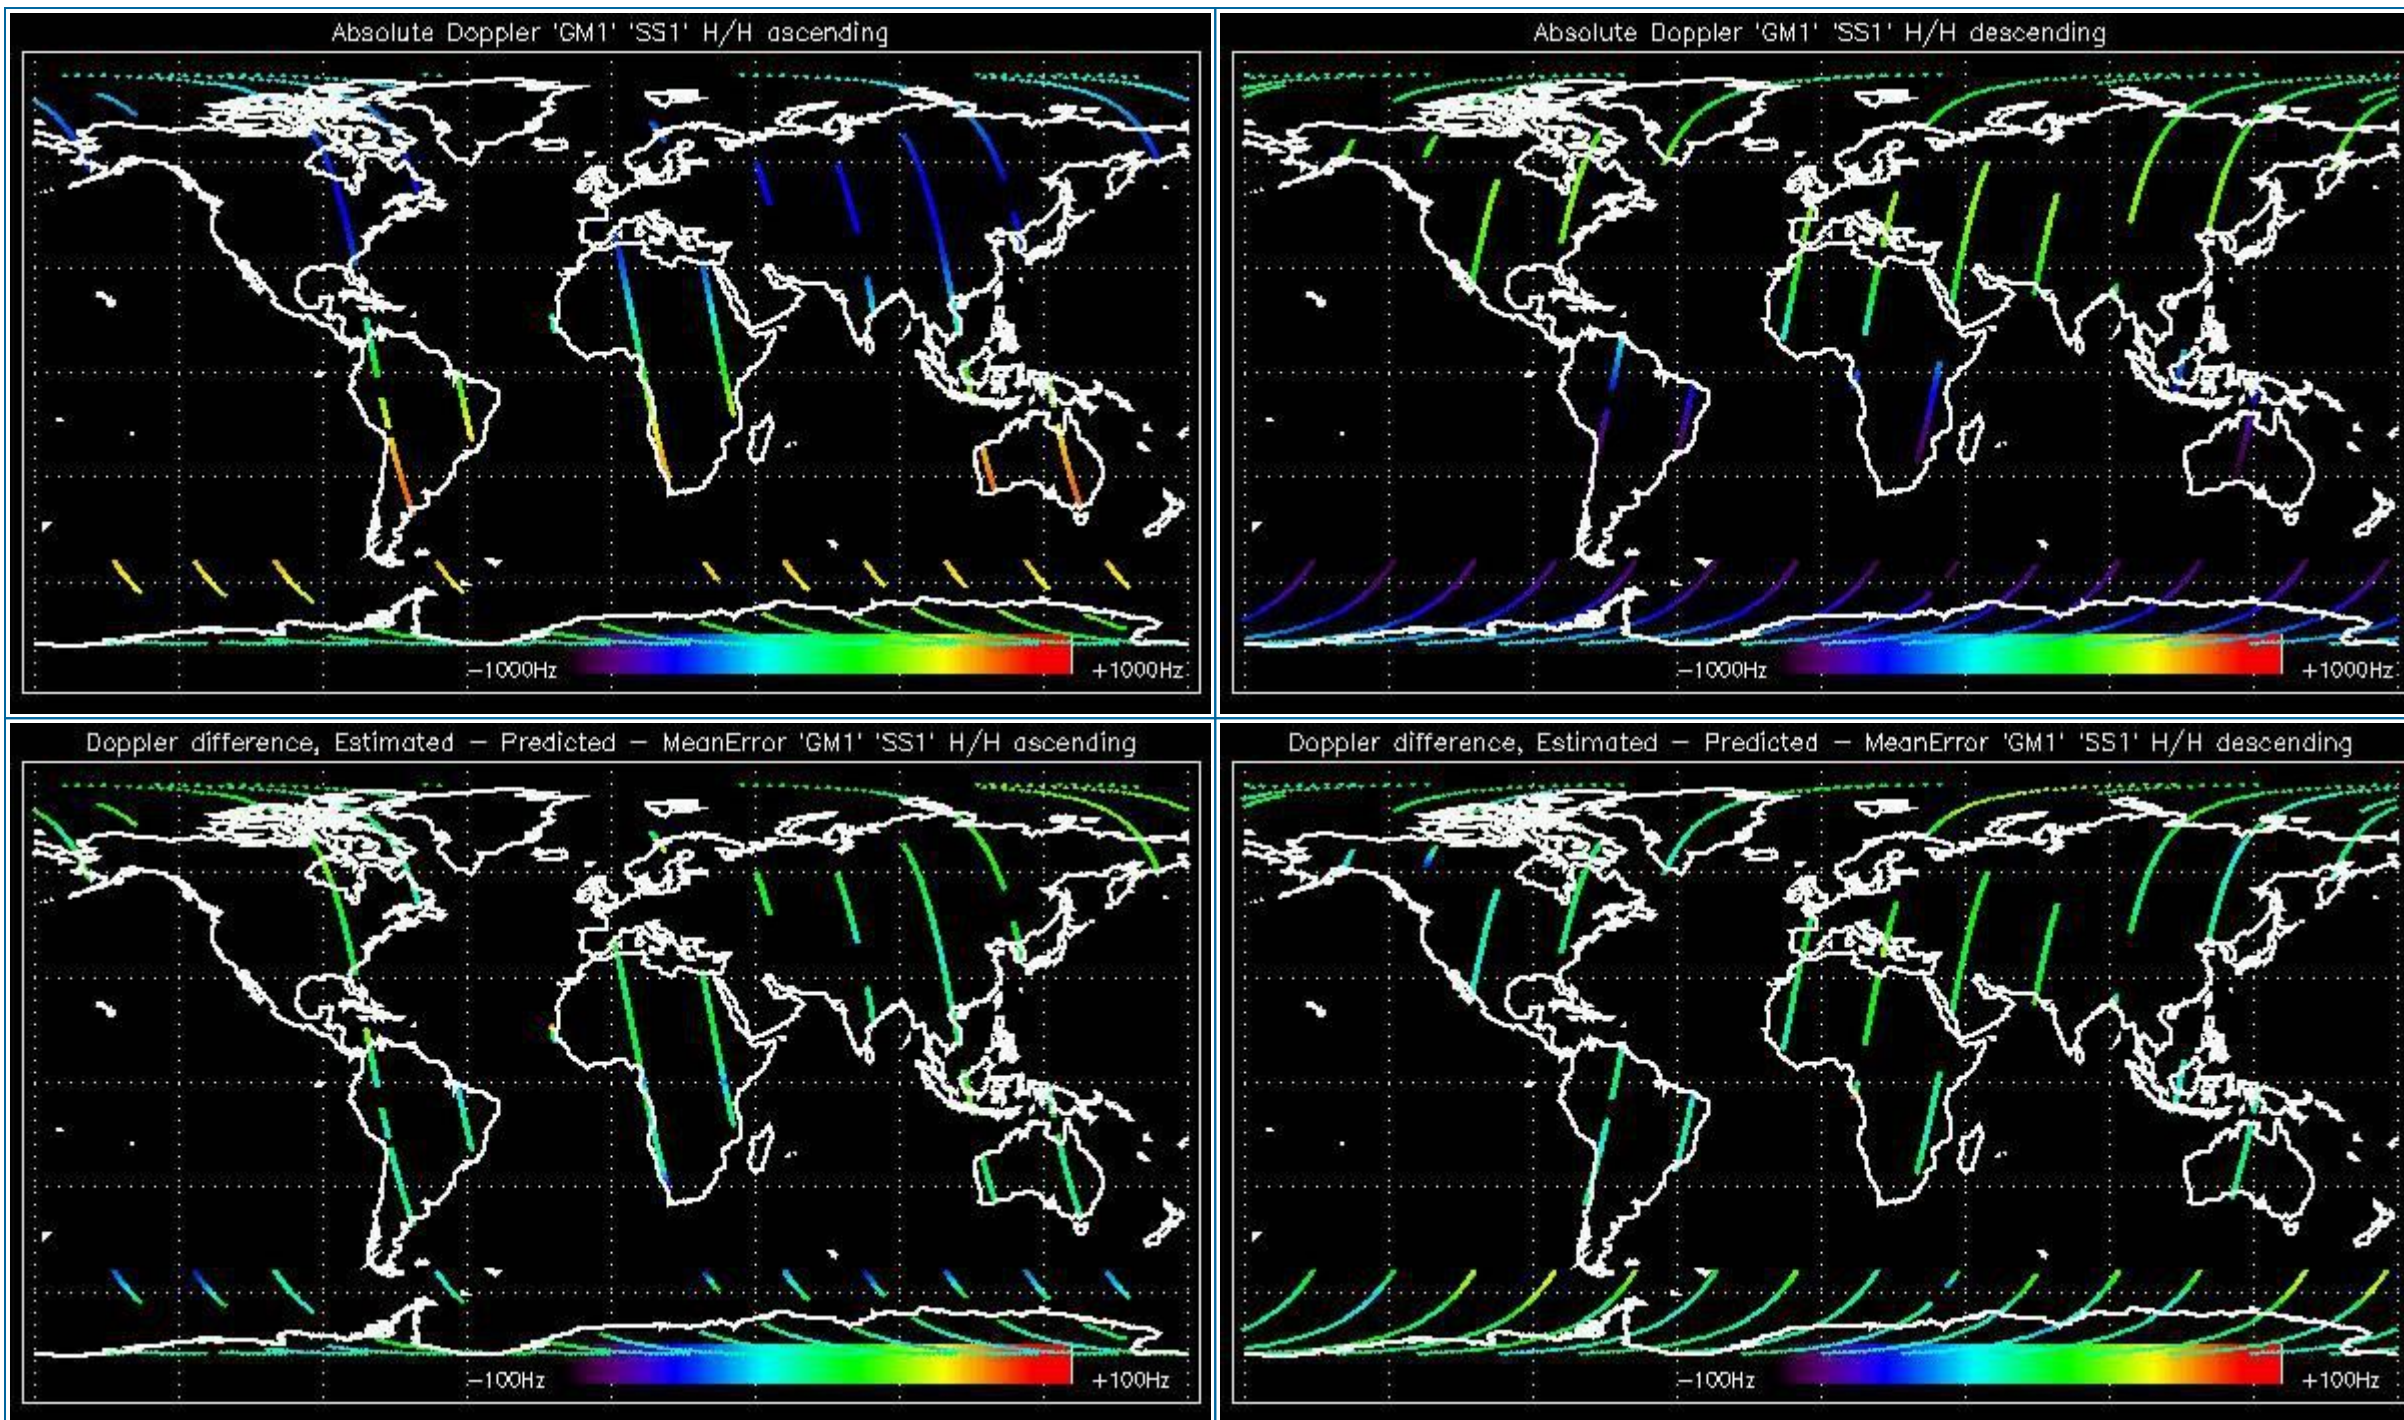 Absolute Doppler 'GM1' 'SS1' H/H ascending
−1000Hz
+1000Hz
Absolute Doppler 'GM1' 'SS1' H/H descending
−1000Hz
+1000Hz
Doppler difference, Estimated − Predicted − MeanError 'GM1' 'SS1' H/H ascending
−100Hz
+100Hz
Doppler difference, Estimated − Predicted − MeanError 'GM1' 'SS1' H/H descending
−100Hz
+100Hz